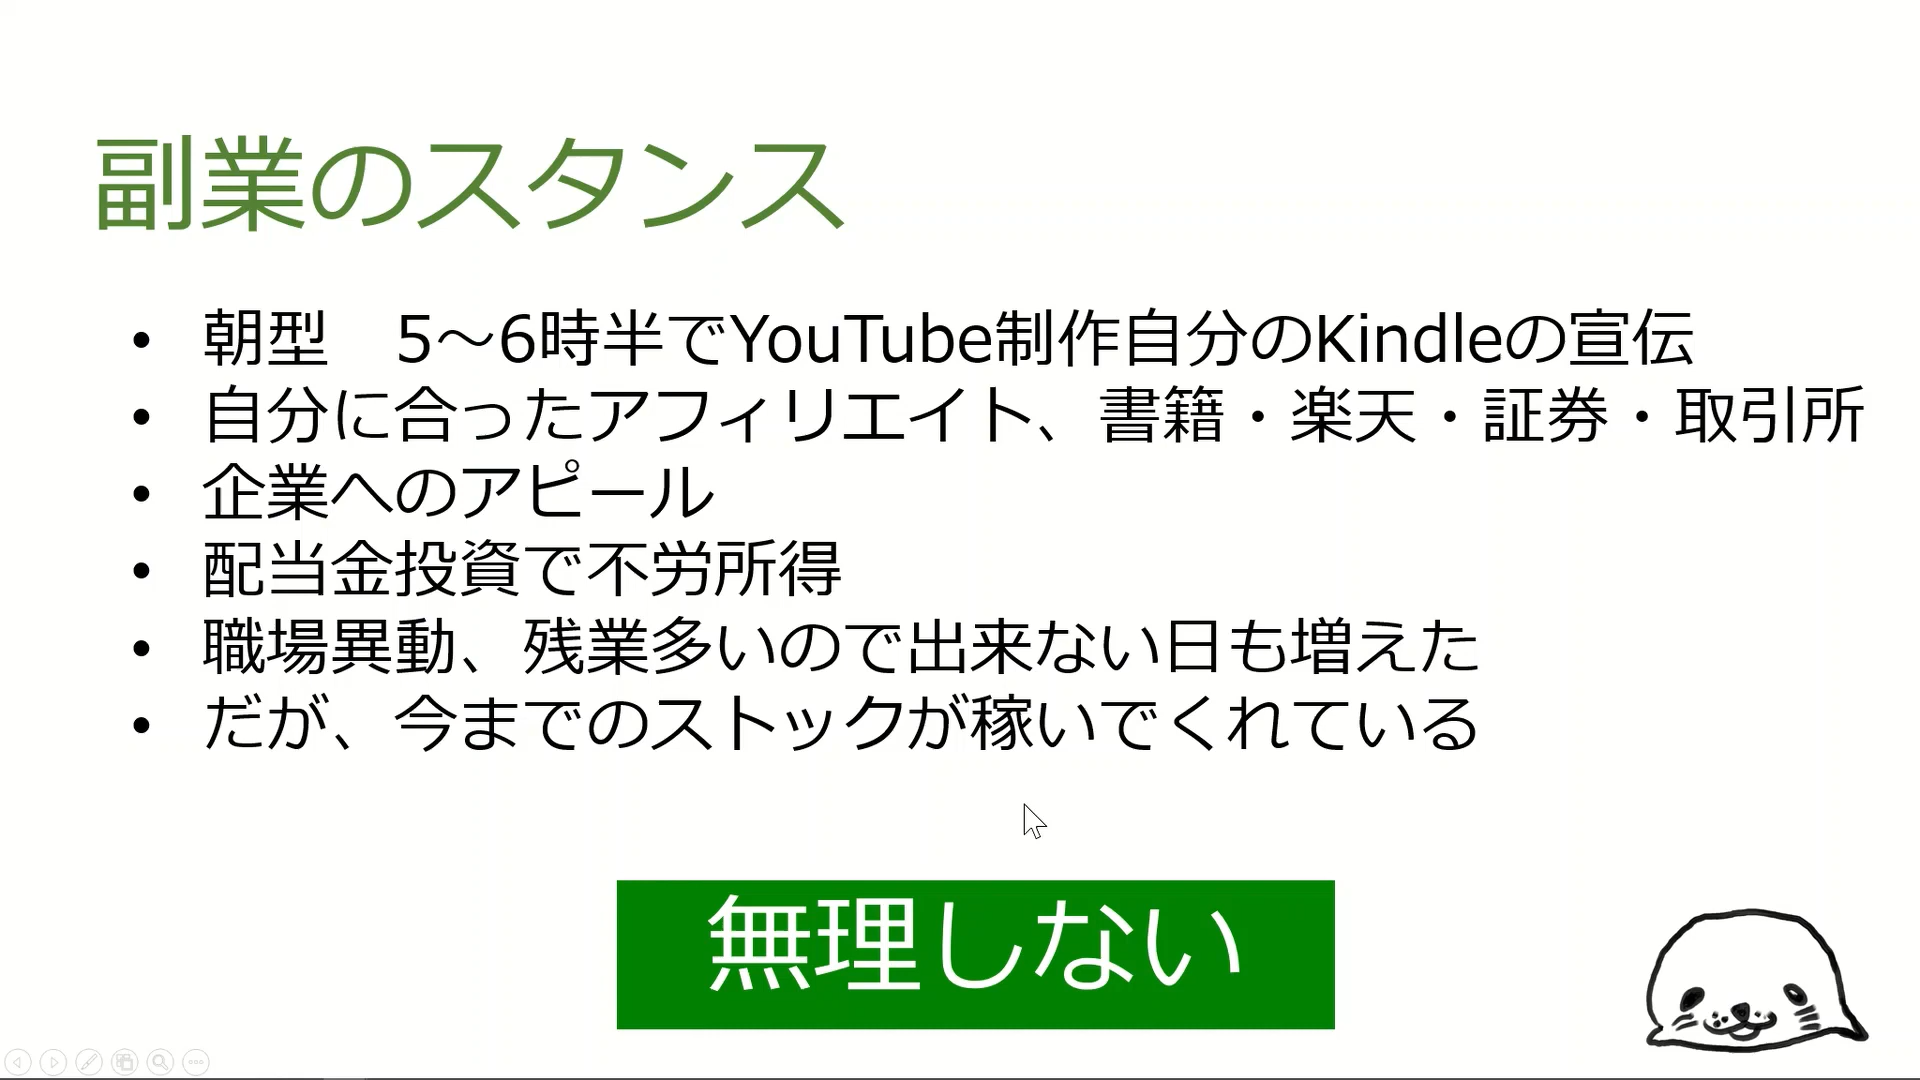 副業のスタンス
• 朝型　5～6時半でYouTube制作自分のKindleの宣伝
• 自分に合ったアフィリエイト、書籍・楽天・証券・取引所
• 企業へのアピール
• 配当金投資で不労所得
• 職場異動、残業多いので出来ない日も増えた
• だが、今までのストックが稼いでくれている
無理しない